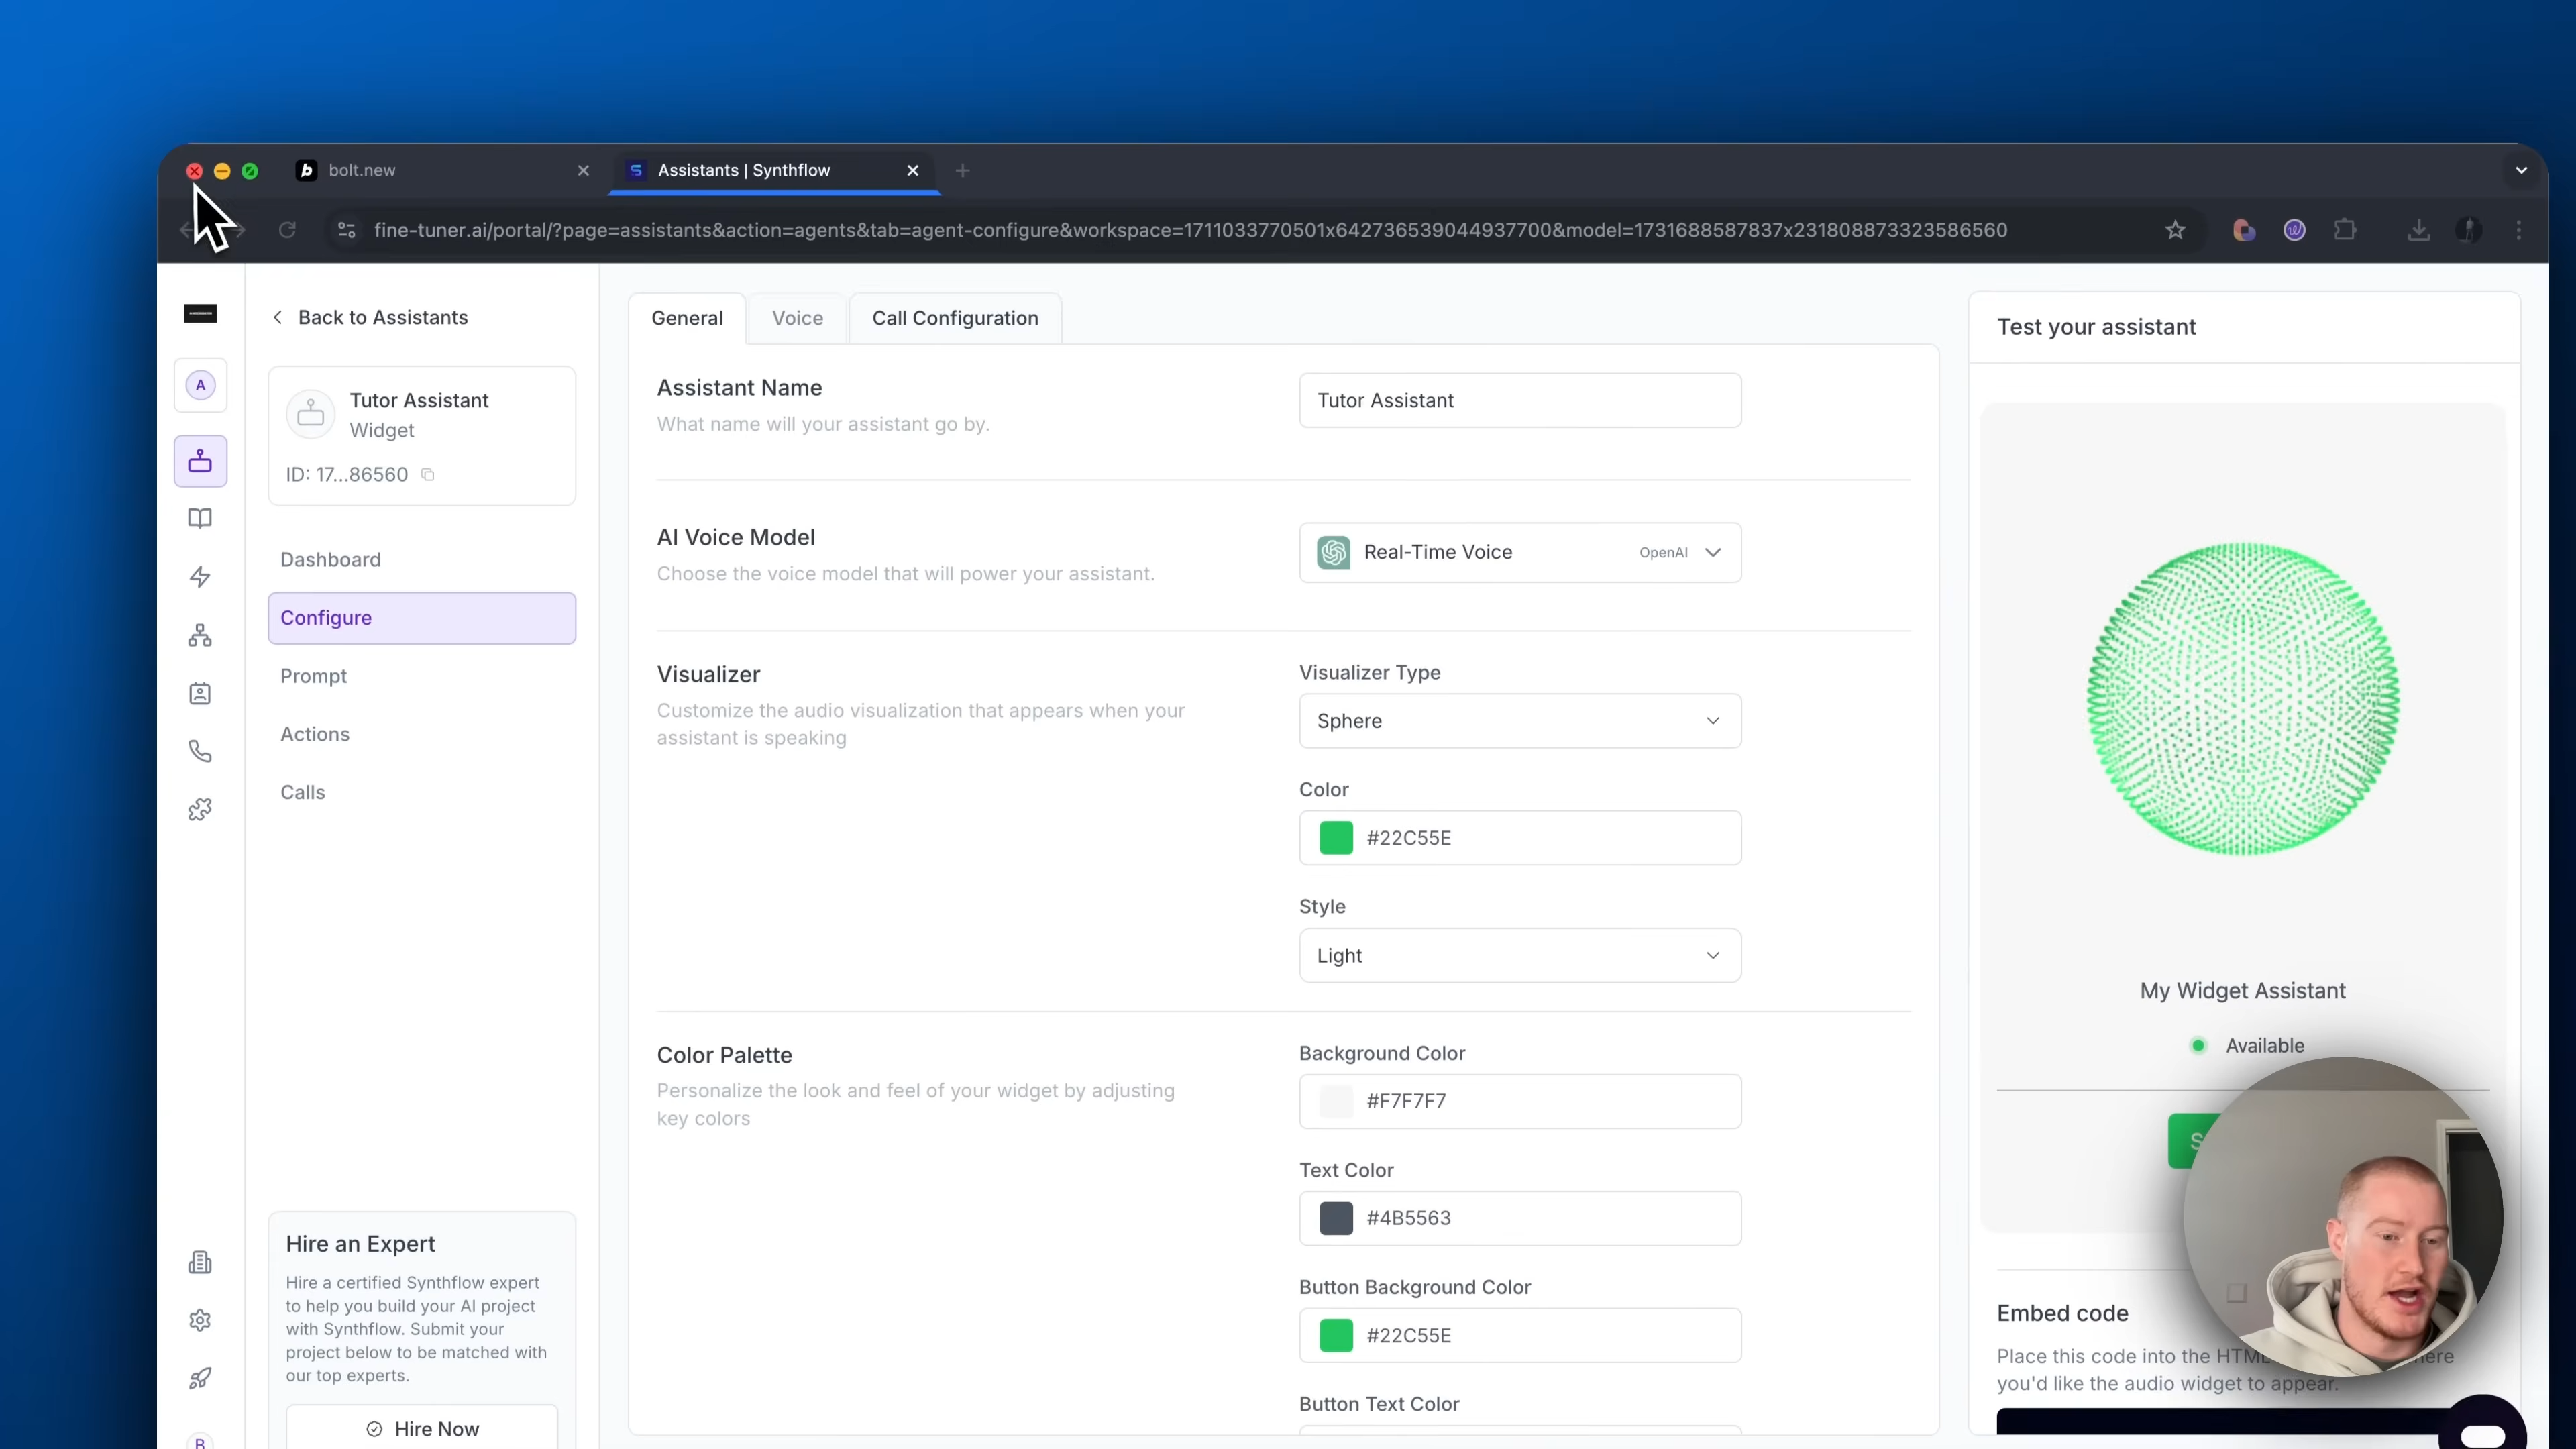 bolt.new
Assistants | Synthflow
fine-tuner.ai/portal/?page=assistants&action=agents&tab=agent-configure&workspace=1711033770501x642736539044937700&model=1731688587837x231808873323586560
A
B
Back to Assistants
Tutor Assistant
Widget
ID: 17...86560
Dashboard
Configure
Prompt
Actions
Calls
Hire an Expert
Hire a certified Synthflow expert
to help you build your AI project
with Synthflow. Submit your
project below to be matched with
our top experts.
Hire Now
General
Voice
Call Configuration
Assistant Name
What name will your assistant go by.
Tutor Assistant
AI Voice Model
Choose the voice model that will power your assistant.
Real-Time Voice
OpenAI
Visualizer
Customize the audio visualization that appears when your
assistant is speaking
Visualizer Type
Sphere
Color
#22C55E
Style
Light
Color Palette
Personalize the look and feel of your widget by adjusting
key colors
Background Color
#F7F7F7
Text Color
#4B5563
Button Background Color
#22C55E
Button Text Color
Test your assistant
My Widget Assistant
Available
Embed code
Place this code into the HTML
you'd like the audio widget to appear.